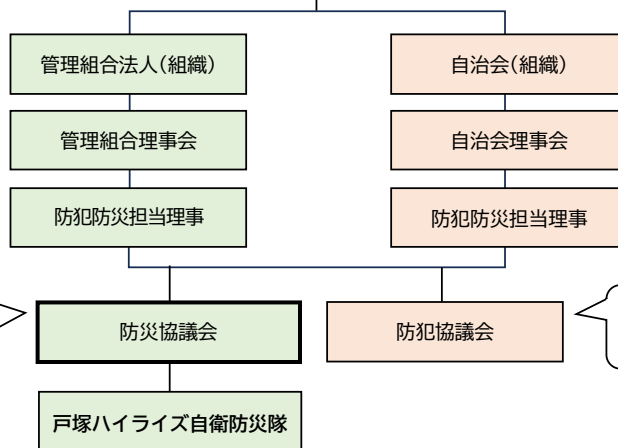 管理組合法人(組織)
自治会(組織)
管理組合理事会
自治会理事会
防犯防災担当理事
防犯防災担当理事
防災協議会
防犯協議会
戸塚ハイライズ自衛防災隊